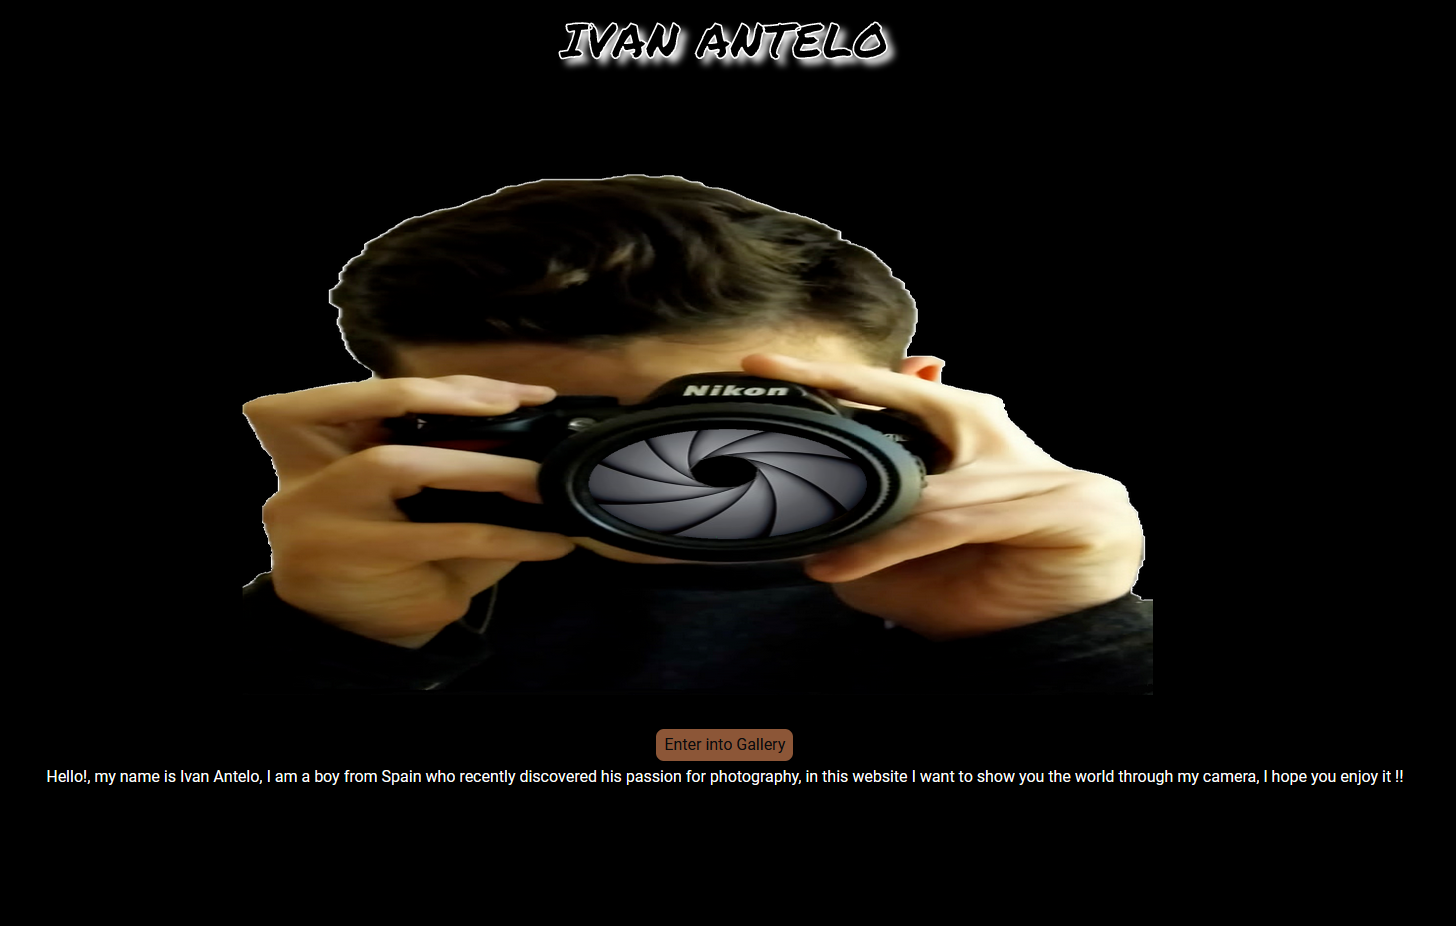 IVAN ANTELO
Nikon
Enter into Gallery
Hello!, my name is Ivan Antelo, I am a boy from Spain who recently discovered his passion for photography, in this website I want to show you the world through my camera, I hope you enjoy it !!